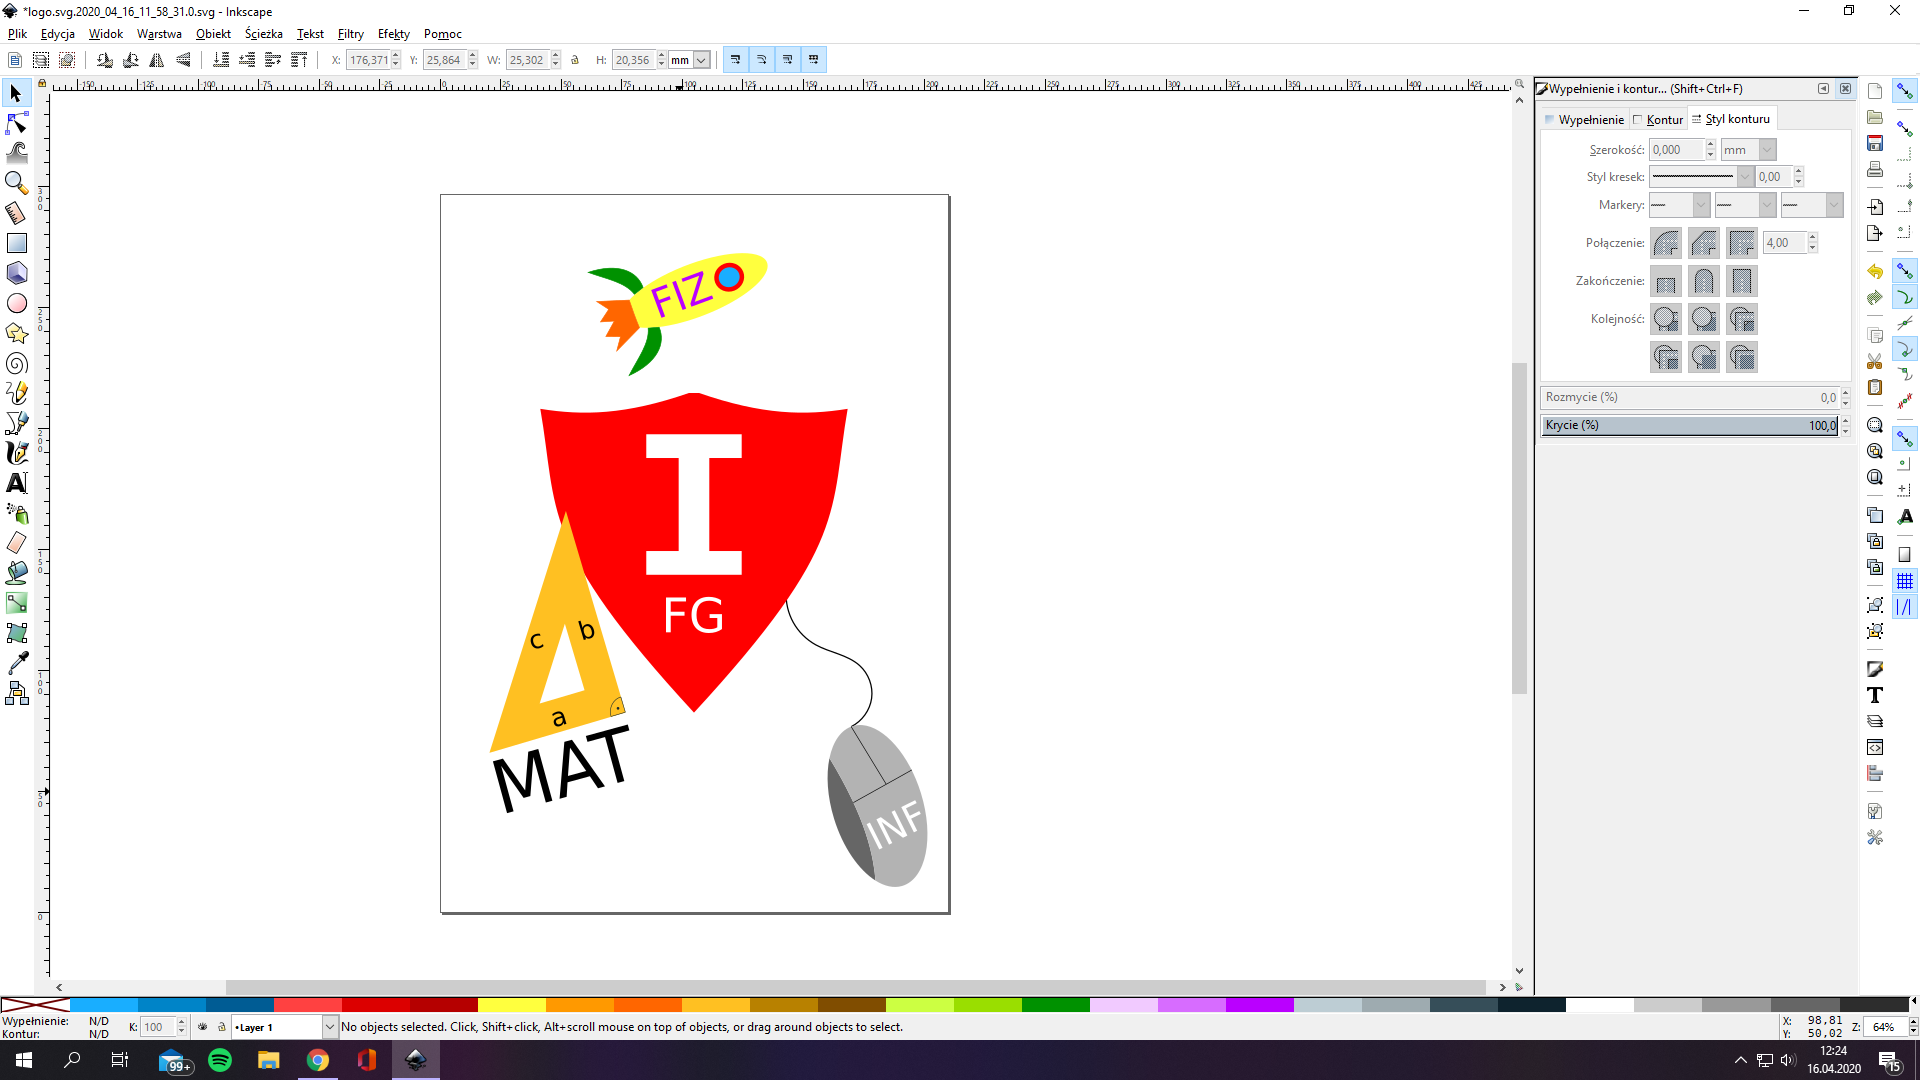 *logo.svg.2020_04_16_11_58_31.0.svg - Inkscape
Plik Edycja Widok Warstwa Obiekt Ścieżka Tekst Filtry Efekty Pomoc
X: 176,371 Y: 25,864 W: 25,302 H: 20,356 mm
Wypełnienie i kontur... (Shift+Ctrl+F)
Wypełnienie Kontur Styl konturu
Szerokość: 0,000 mm
Styl kresek: 0,00
Markery:
Połączenie: 4,00
Zakończenie:
Kolejność:
Rozmycie (%) 0,0
Krycie (%) 100,0
FIZ
I
FG
c b
a
MAT
INF
Wypełnienie: N/D
Kontur: N/D
K: 100
•Layer 1
No objects selected. Click, Shift+click, Alt+scroll mouse on top of objects, or drag around objects to select.
X: 98,81
Y: 50,02
Z: 64%
99+
12:24
16.04.2020
15